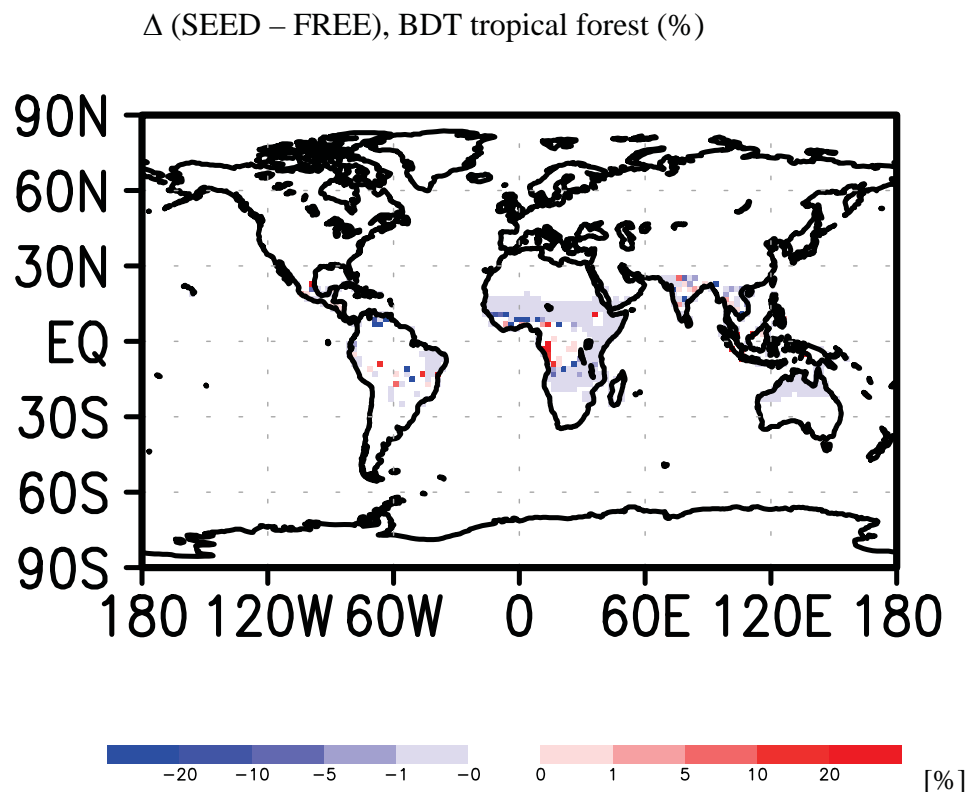 Δ (SEED – FREE), BDT tropical forest (%)
90N
60N
30N
EQ
30S
60S
90S
180 120W 60W 0 60E 120E 180
−20 −10 −5 −1 −0 0 1 5 10 20 [%]